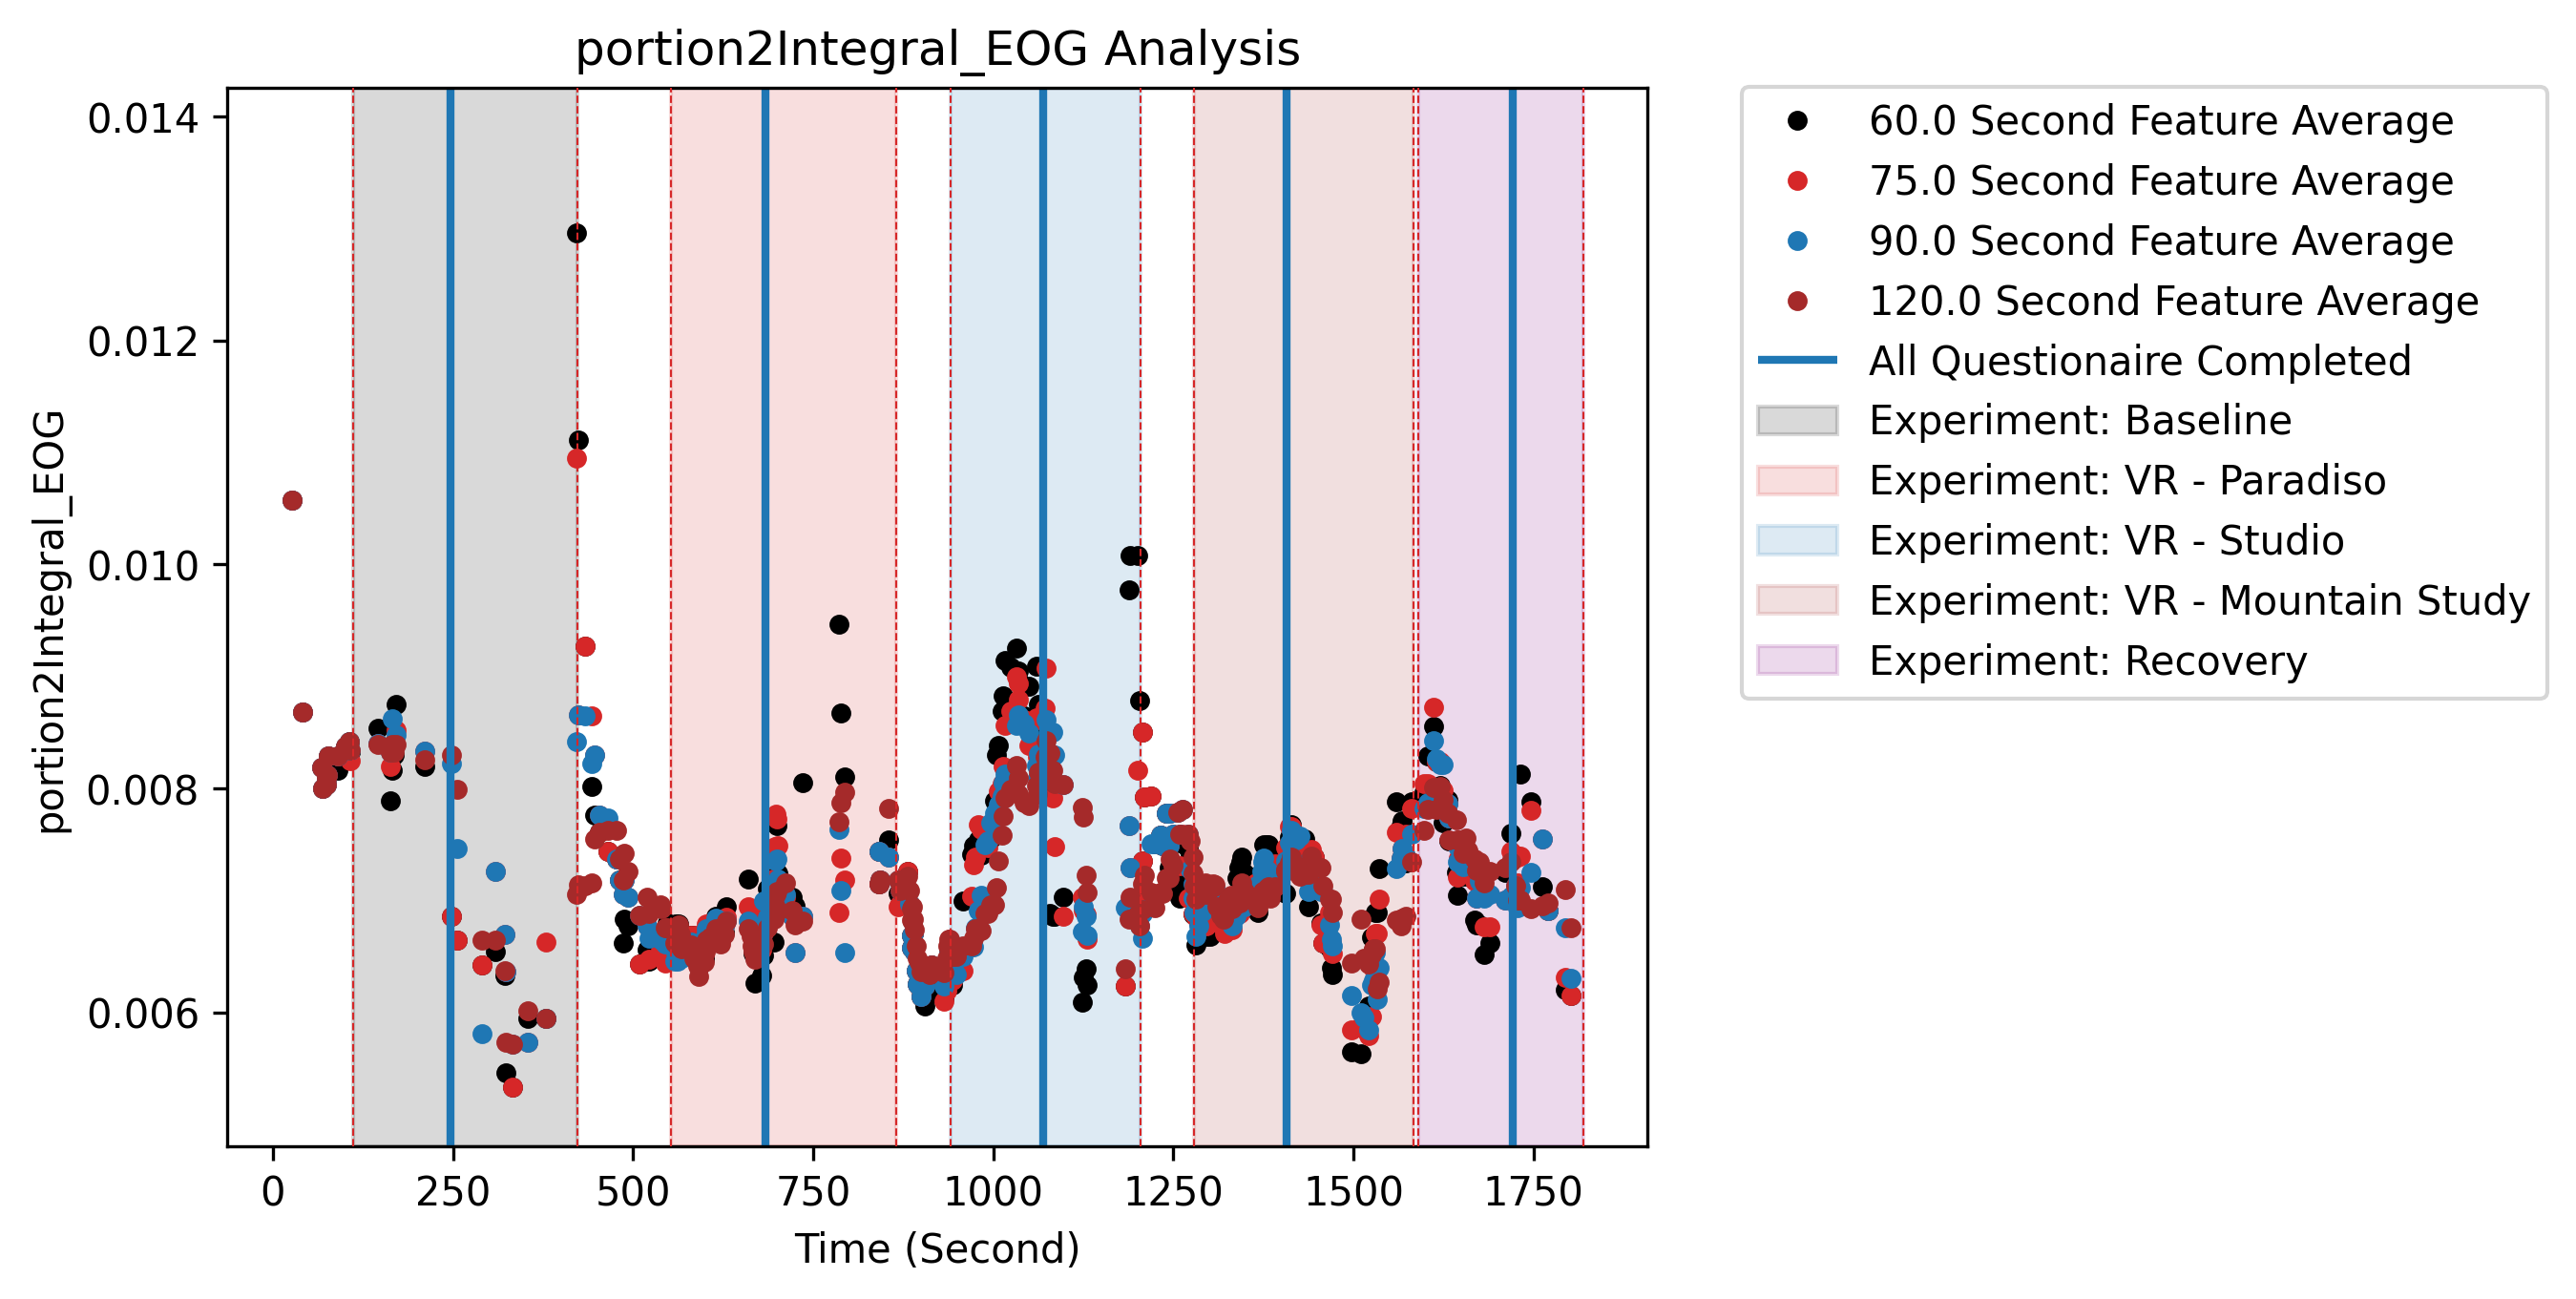 portion2Integral_EOG Analysis
0.014
0.012
0.010
0.008
0.006
portion2Integral_EOG
0 250 500 750 1000 1250 1500 1750
Time (Second)
60.0 Second Feature Average
75.0 Second Feature Average
90.0 Second Feature Average
120.0 Second Feature Average
All Questionaire Completed
Experiment: Baseline
Experiment: VR - Paradiso
Experiment: VR - Studio
Experiment: VR - Mountain Study
Experiment: Recovery